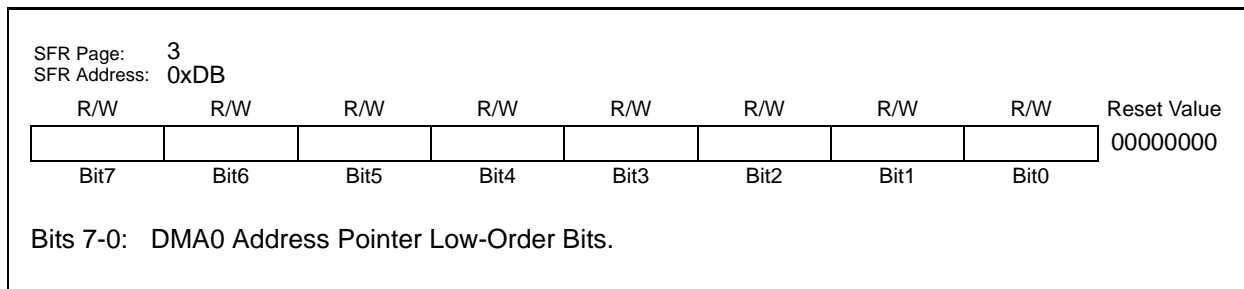 SFR Page: 3
SFR Address: 0xDB
R/W R/W R/W R/W R/W R/W R/W R/W Reset Value
00000000
Bit7 Bit6 Bit5 Bit4 Bit3 Bit2 Bit1 Bit0
Bits 7-0: DMA0 Address Pointer Low-Order Bits.